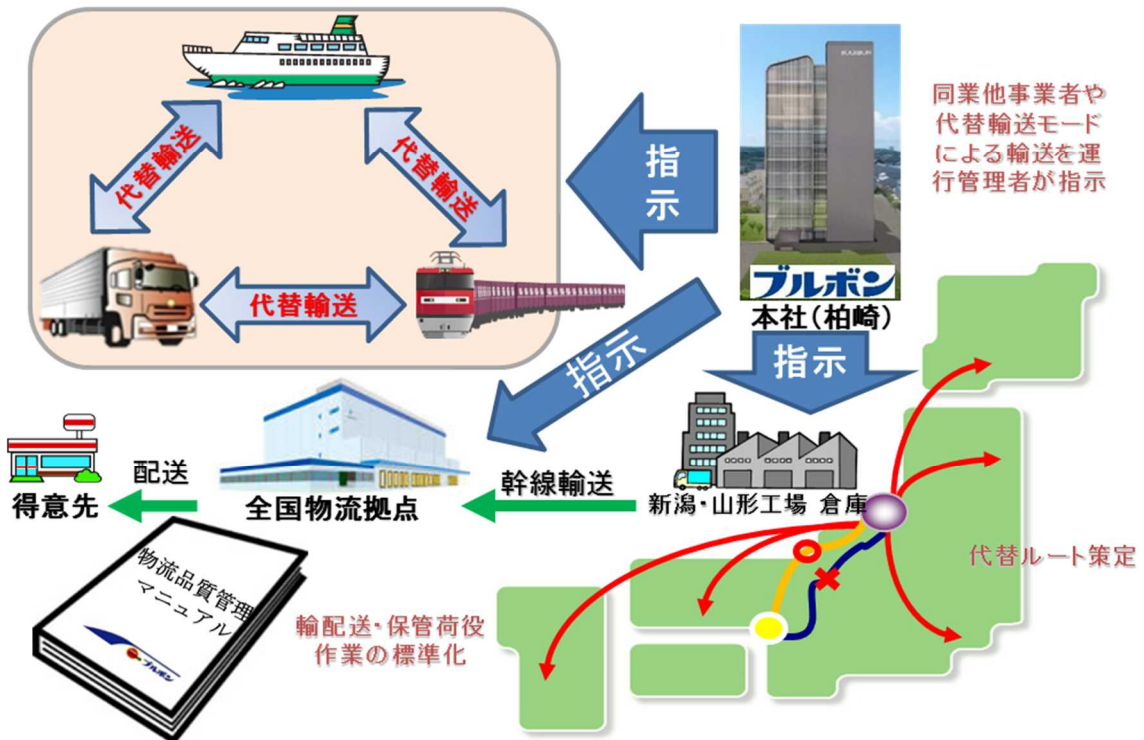 BOURBON
同業他事業者や
代替輸送モード
による輸送を運
行管理者が指示
代替輸送
代替輸送
代替輸送
指
示
ブルボン
本社(柏崎)
指示
指示
得意先
配送
全国物流拠点
幹線輸送
新潟・山形工場 倉庫
代替ルート策定
物流品質管理
マニュアル
ブルボン
輸配送・保管荷役
作業の標準化